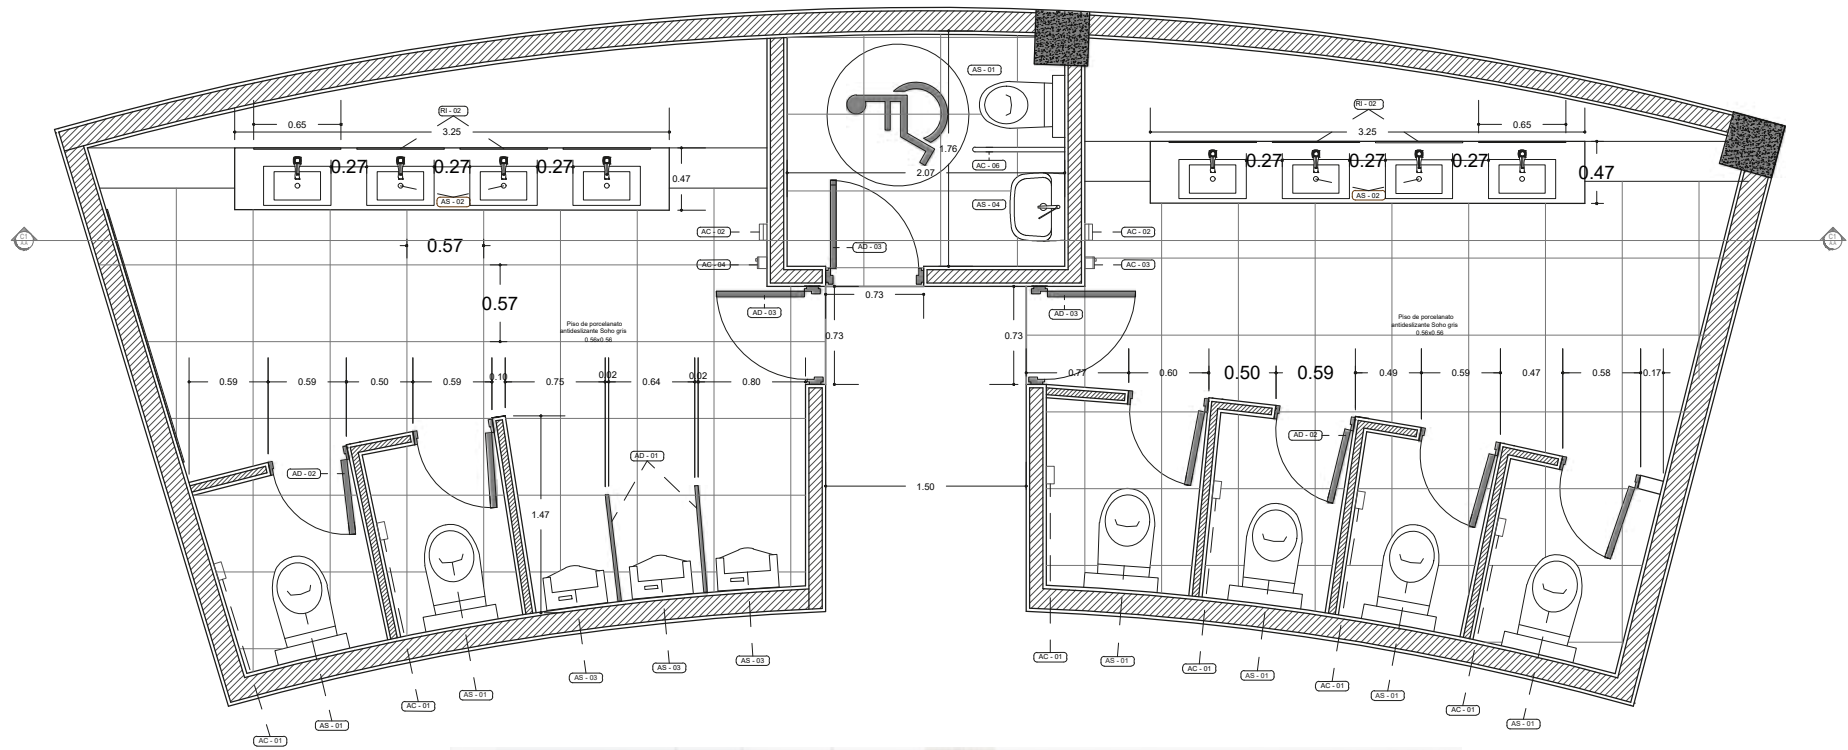 AS - 01
RI - 02
0.65
3.25
RI - 02
0.65
3.25
0.27
0.27
0.27
AS - 02
0.47
1.76
AC - 06
2.07
AS - 04
0.27
0.27
0.27
AS - 02
0.47
C1
AA
0.57
AC - 02
AC - 04
AD - 03
AC - 02
AC - 03
C1
AA
0.57
AD - 03
0.73
AD - 03
Piso de porcelanato
antideslizante Soho gris
0.56x0.56
0.73
0.73
Piso de porcelanato
antideslizante Soho gris
0.56x0.56
0.59
0.59
0.50
0.59
0.10
0.75
0.02
0.64
0.02
0.80
0.77
0.60
0.50
0.59
0.49
0.59
0.47
0.58
0.17
AD - 02
AD - 01
AD - 02
1.47
1.50
AC - 01
AS - 01
AC - 01
AS - 01
AS - 03
AS - 03
AS - 03
AC - 01
AS - 01
AC - 01
AS - 01
AC - 01
AS - 01
AC - 01
AS - 01